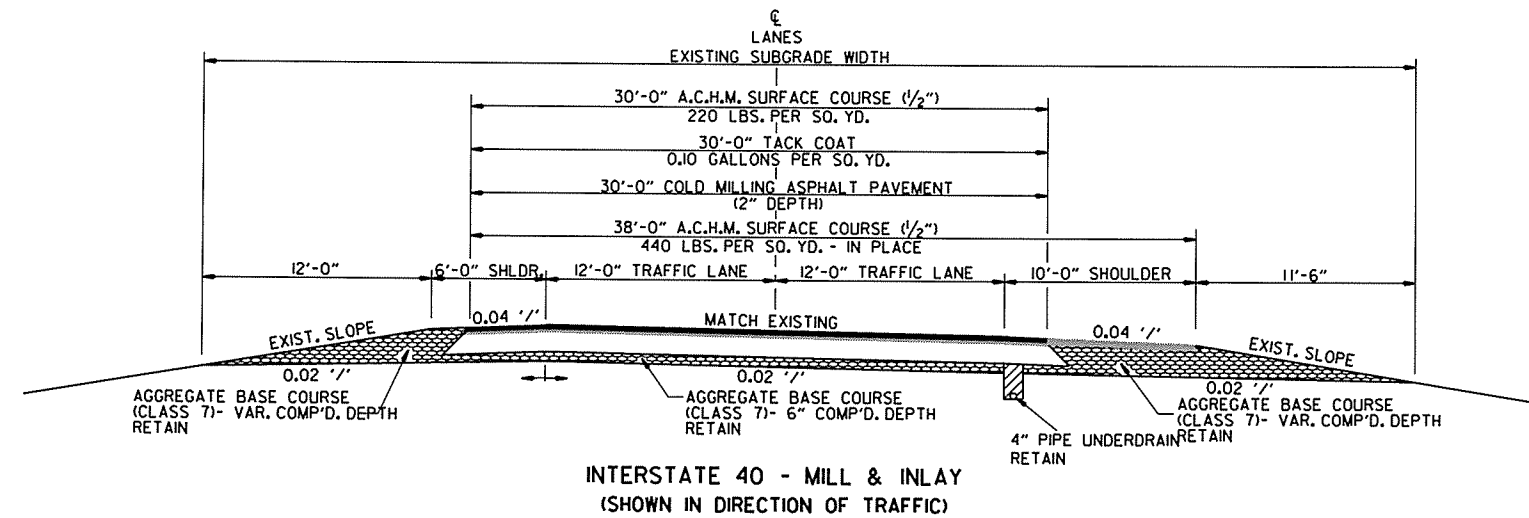 ℄
LANES
EXISTING SUBGRADE WIDTH
30'-0" A.C.H.M. SURFACE COURSE (1/2")
220 LBS. PER SQ. YD.
30'-0" TACK COAT
0.10 GALLONS PER SQ. YD.
30'-0" COLD MILLING ASPHALT PAVEMENT
(2" DEPTH)
38'-0" A.C.H.M. SURFACE COURSE (1/2")
440 LBS. PER SQ. YD. - IN PLACE
12'-0" 6'-0" SHLDR. 12'-0" TRAFFIC LANE 12'-0" TRAFFIC LANE 10'-0" SHOULDER 11'-6"
EXIST. SLOPE 0.04 '/' MATCH EXISTING 0.04 '/' EXIST. SLOPE
0.02 '/' 0.02 '/' 0.02 '/'
AGGREGATE BASE COURSE
(CLASS 7)- VAR. COMP'D. DEPTH
RETAIN
AGGREGATE BASE COURSE
(CLASS 7)- 6" COMP'D. DEPTH
RETAIN
4" PIPE UNDERDRAIN
RETAIN
AGGREGATE BASE COURSE
(CLASS 7)- VAR. COMP'D. DEPTH
RETAIN
INTERSTATE 40 - MILL & INLAY
(SHOWN IN DIRECTION OF TRAFFIC)